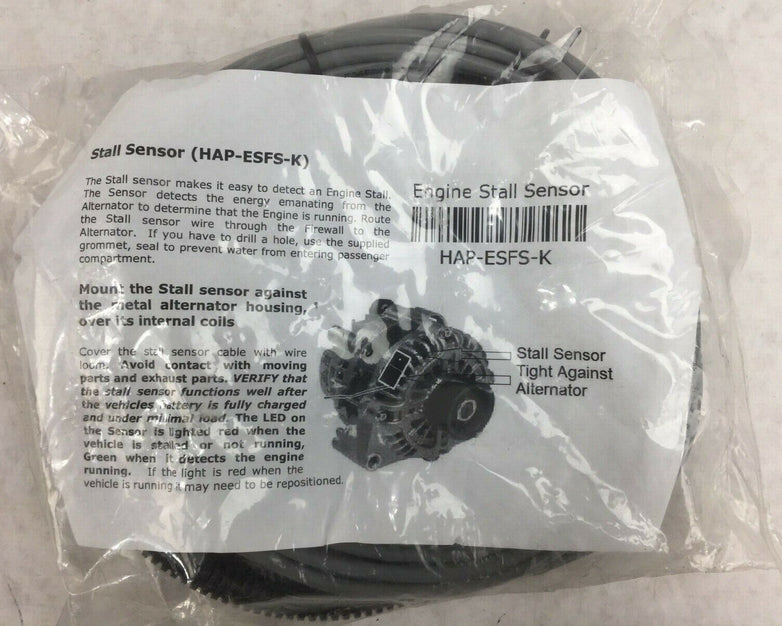 Stall Sensor (HAP-ESFS-K)
The Stall sensor makes it easy to detect an Engine Stall.
The Sensor detects the energy emanating from the
Alternator to determine that the Engine is running. Route
the Stall sensor wire through the Firewall to the
Alternator. If you have to drill a hole, use the supplied
grommet, seal to prevent water from entering passenger
compartment.
Mount the Stall sensor against
the metal alternator housing,
over its internal coils
Cover the stall sensor cable with wire
loom. Avoid contact with moving
parts and exhaust parts. VERIFY that
the stall sensor functions well after
the vehicles battery is fully charged
and under minimal load. The LED on
the Sensor is lighted red when the
vehicle is stalled or not running,
Green when it detects the engine
running. If the light is red when the
vehicle is running it may need to be repositioned.
Engine Stall Sensor
HAP-ESFS-K
Stall Sensor
Tight Against
Alternator